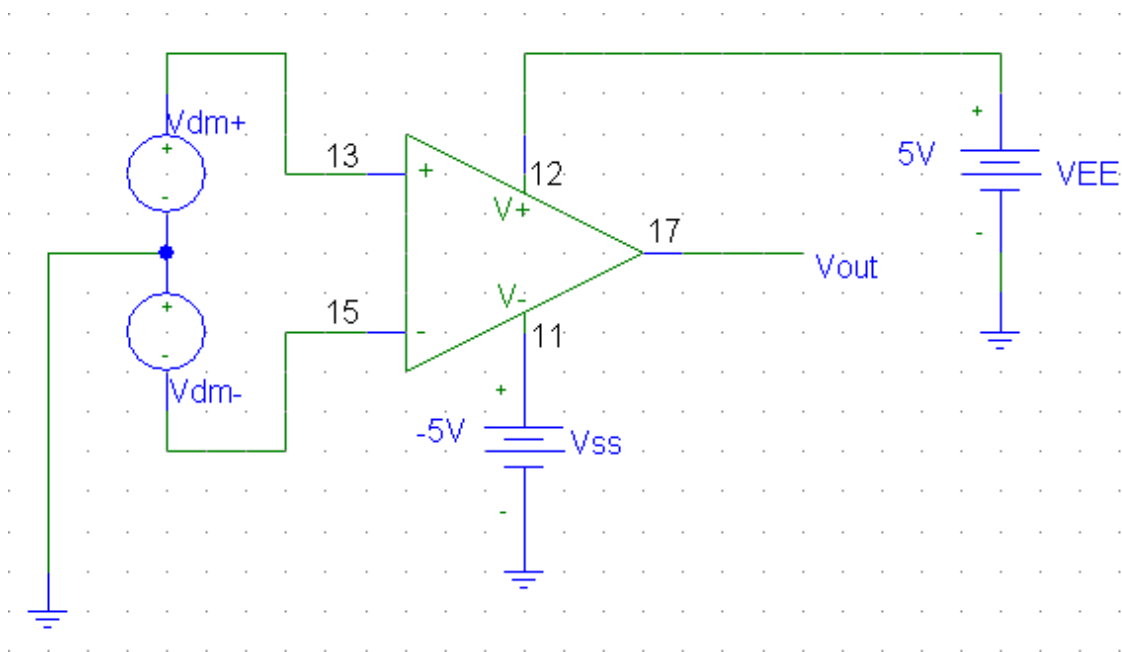 Vdm+
+
-
13
+
12
V+
+
5V
VEE
-
17
Vout
+
-
Vdm-
15
-
V-
11
+
-5V
Vss
-